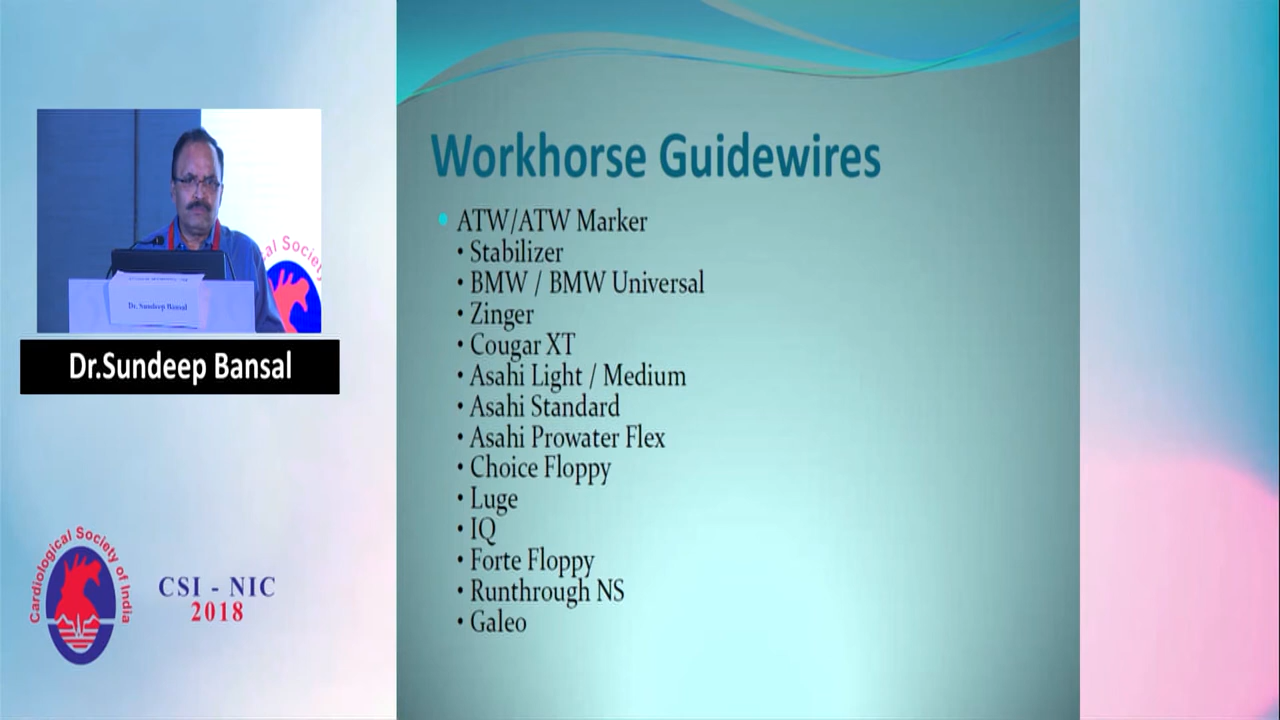 Workhorse Guidewires
ATW/ATW Marker
• Stabilizer
• BMW / BMW Universal
• Zinger
• Cougar XT
• Asahi Light / Medium
• Asahi Standard
• Asahi Prowater Flex
• Choice Floppy
• Luge
• IQ
• Forte Floppy
• Runthrough NS
• Galeo
Dr. Sundeep Bansal
Dr.Sundeep Bansal
Cardiological Society of India
CSI - NIC
2018